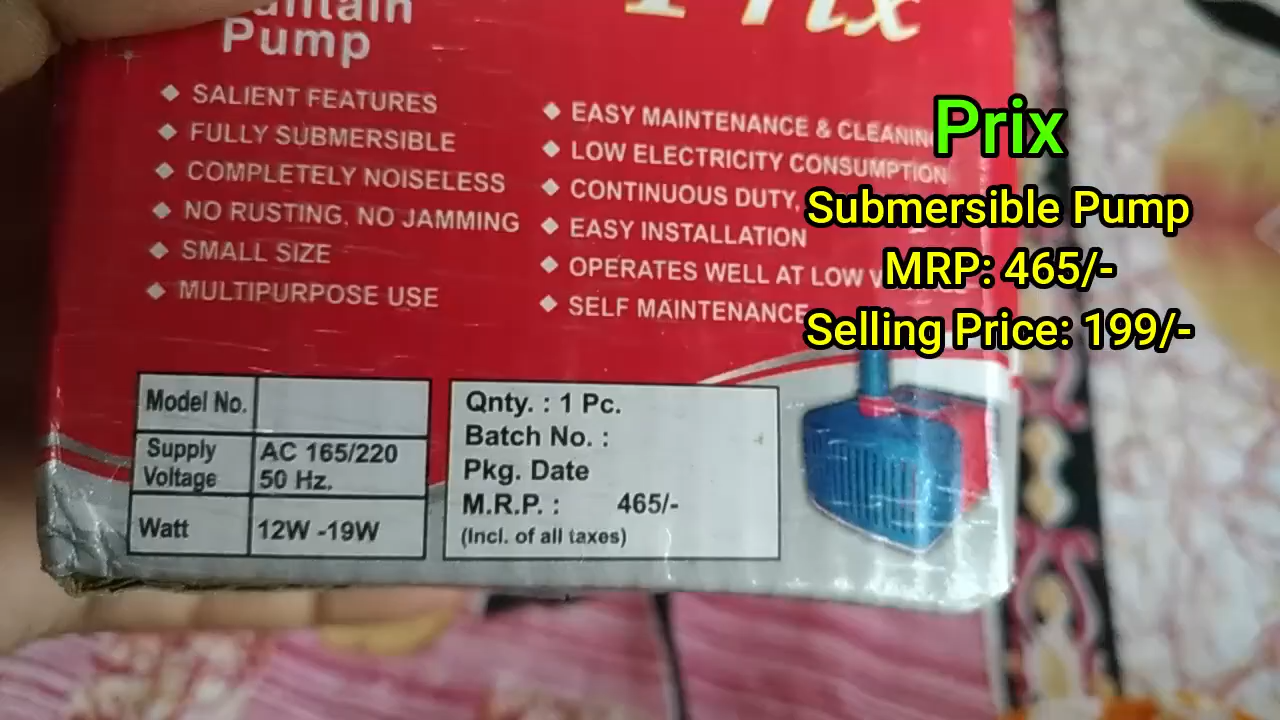 Pump
Prix
SALIENT FEATURES
FULLY SUBMERSIBLE
COMPLETELY NOISELESS
NO RUSTING, NO JAMMING
SMALL SIZE
MULTIPURPOSE USE
EASY MAINTENANCE & CLEANING
LOW ELECTRICITY CONSUMPTION
CONTINUOUS DUTY,
EASY INSTALLATION
OPERATES WELL AT LOW
SELF MAINTENANCE
Prix
Submersible Pump
MRP: 465/-
Selling Price: 199/-
Model No.
Supply Voltage AC 165/220
50 Hz.
Watt 12W -19W
Qnty. : 1 Pc.
Batch No. :
Pkg. Date
M.R.P. : 465/-
(Incl. of all taxes)